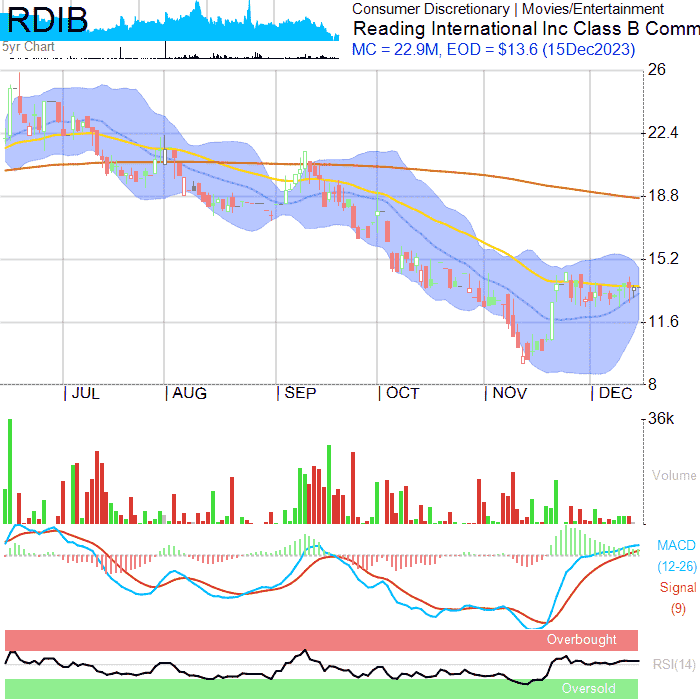 RDIB
5yr Chart
Consumer Discretionary | Movies/Entertainment
Reading International Inc Class B Comm
MC = 22.9M, EOD = $13.6 (15Dec2023)
26
22.4
18.8
15.2
11.6
8
JUL
AUG
SEP
OCT
NOV
DEC
36k
Volume
MACD
(12-26)
Signal
(9)
Overbought
RSI(14)
Oversold